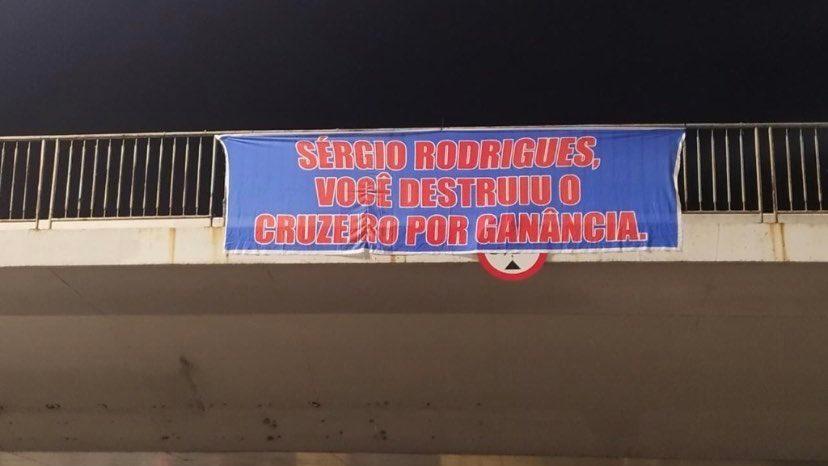 SÉRGIO RODRIGUES,
VOCÊ DESTRUIU O
CRUZEIRO POR GANÂNCIA.